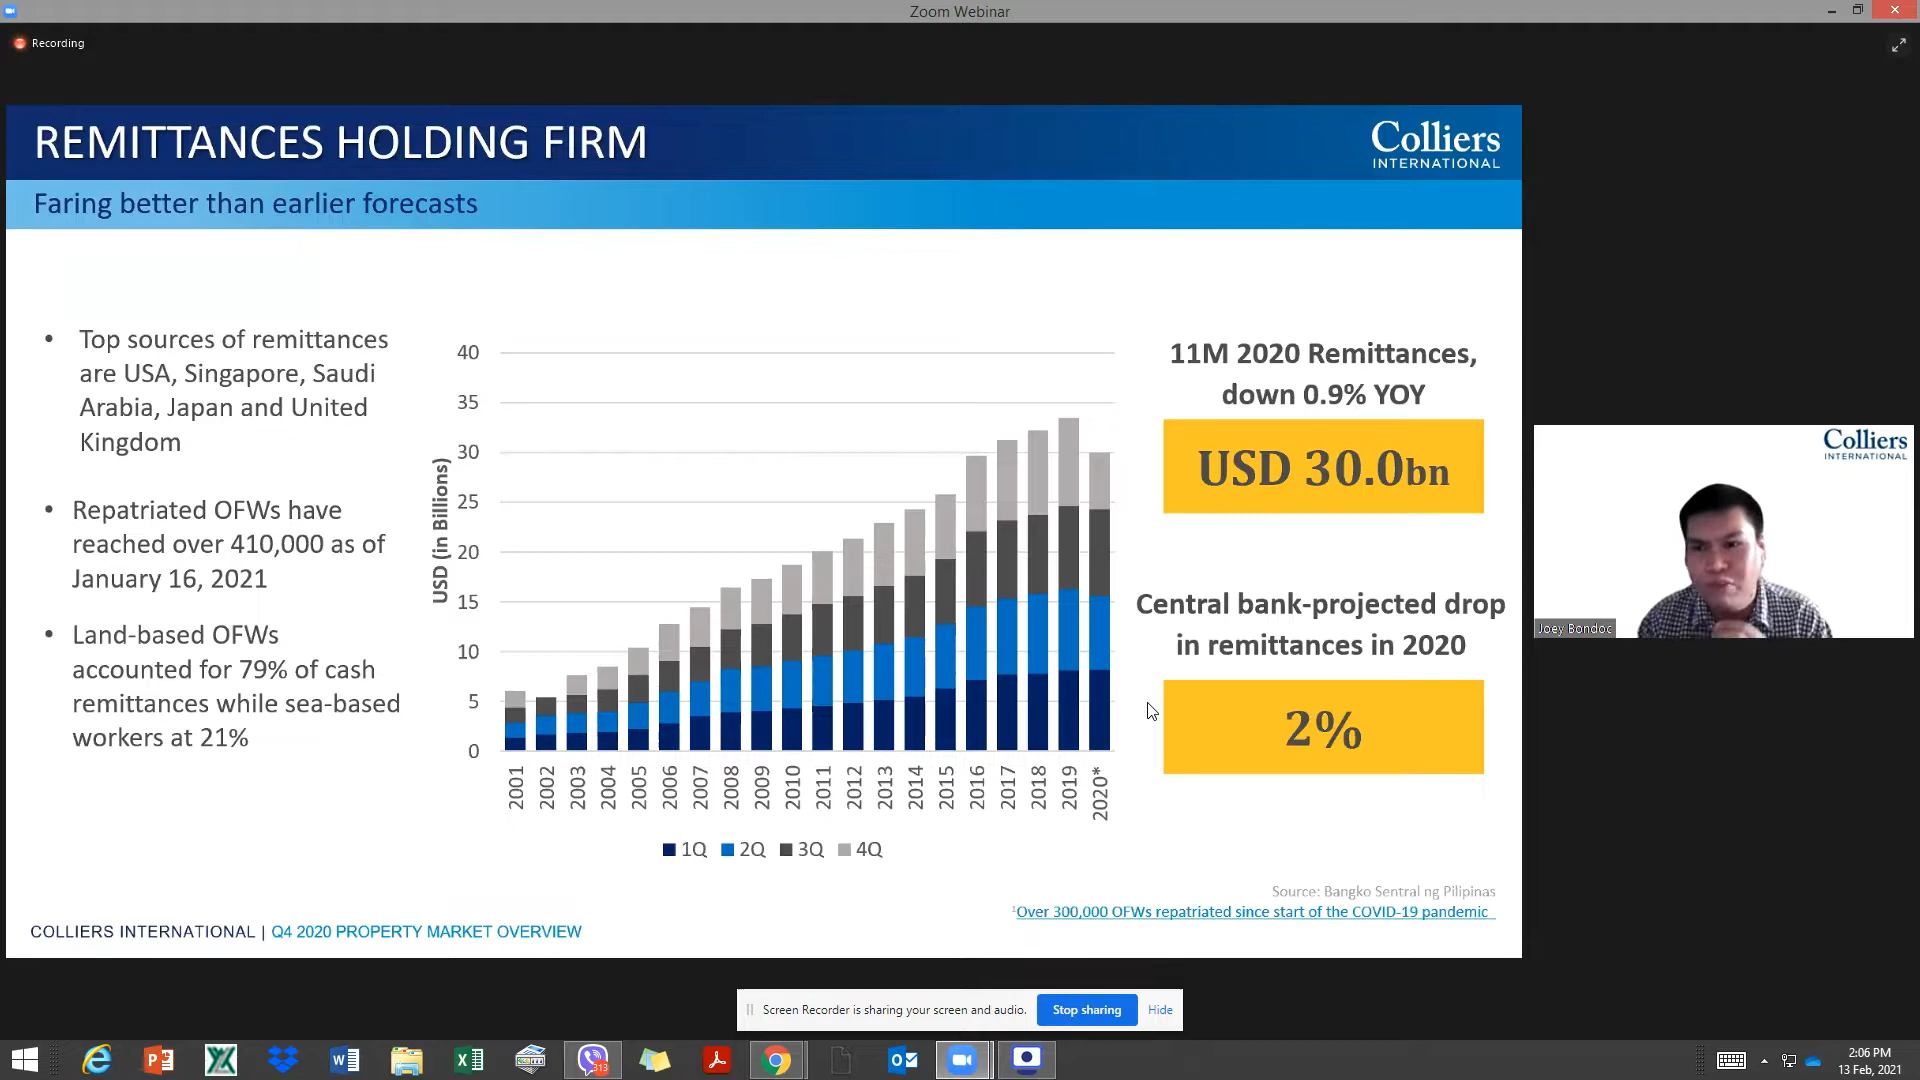 Zoom Webinar
Recording
REMITTANCES HOLDING FIRM
Colliers
INTERNATIONAL
Faring better than earlier forecasts
• Top sources of remittances
are USA, Singapore, Saudi
Arabia, Japan and United
Kingdom
• Repatriated OFWs have
reached over 410,000 as of
January 16, 2021
• Land-based OFWs
accounted for 79% of cash
remittances while sea-based
workers at 21%
USD (in Billions)
40
35
30
25
20
15
10
5
0
2001 2002 2003 2004 2005 2006 2007 2008 2009 2010 2011 2012 2013 2014 2015 2016 2017 2018 2019 2020*
1Q 2Q 3Q 4Q
11M 2020 Remittances,
down 0.9% YOY
USD 30.0bn
Central bank-projected drop
in remittances in 2020
2%
Source: Bangko Sentral ng Pilipinas
¹Over 300,000 OFWs repatriated since start of the COVID-19 pandemic
COLLIERS INTERNATIONAL | Q4 2020 PROPERTY MARKET OVERVIEW
Colliers
INTERNATIONAL
Joey Bondoc
Screen Recorder is sharing your screen and audio.
Stop sharing
Hide
313
2:06 PM
13 Feb, 2021